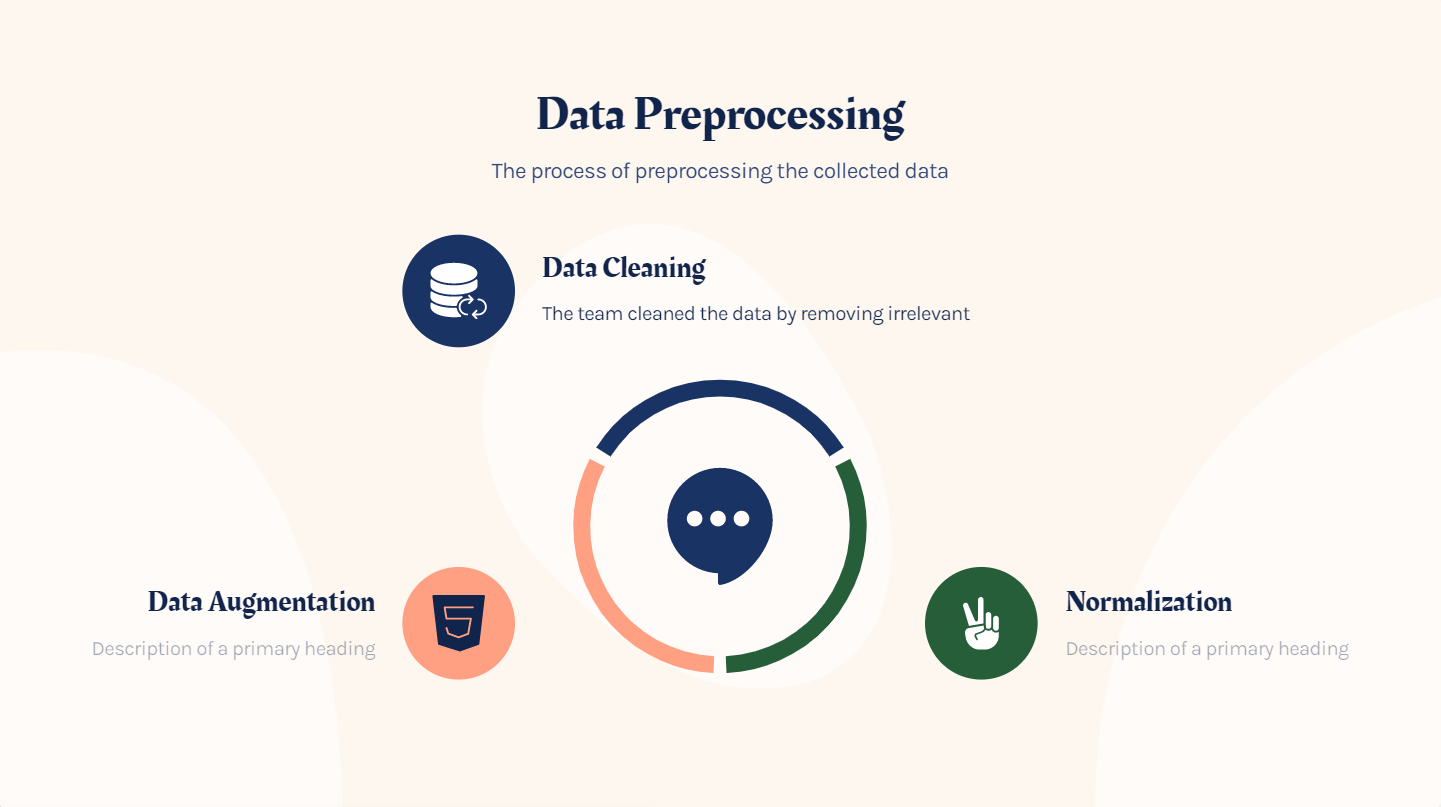 Data Preprocessing
The process of preprocessing the collected data
Data Cleaning
The team cleaned the data by removing irrelevant
Data Augmentation
Description of a primary heading
Normalization
Description of a primary heading